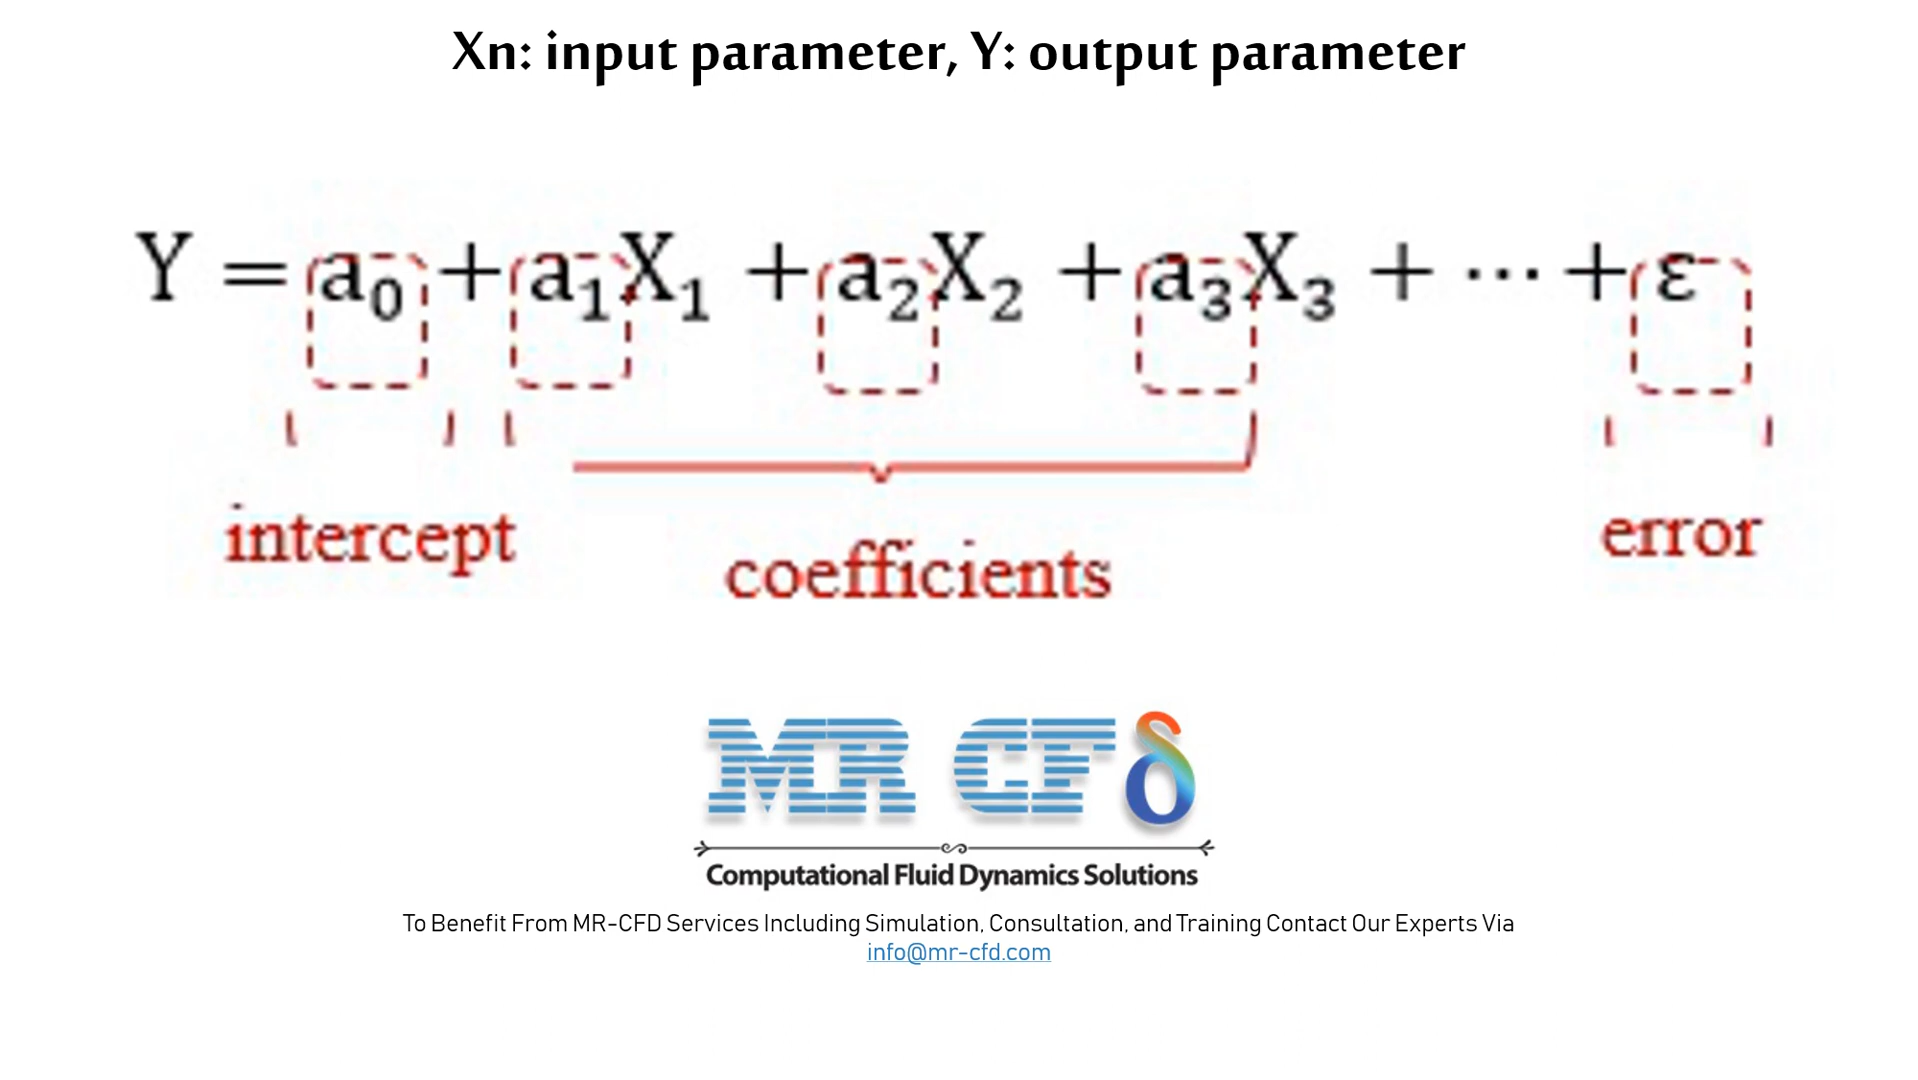 Xn: input parameter, Y: output parameter
Y = a₀ + a₁X₁ + a₂X₂ + a₃X₃ + ⋯ + ε
intercept
coefficients
error
MR CFδ
Computational Fluid Dynamics Solutions
To Benefit From MR-CFD Services Including Simulation, Consultation, and Training Contact Our Experts Via
info@mr-cfd.com